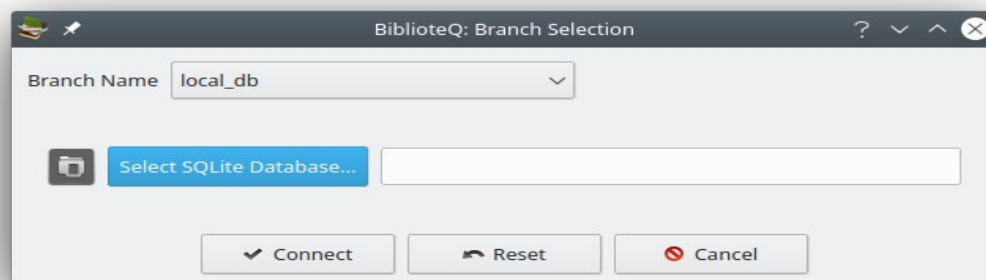 BiblioteQ: Branch Selection
Branch Name local_db
Select SQLite Database...
Connect Reset Cancel